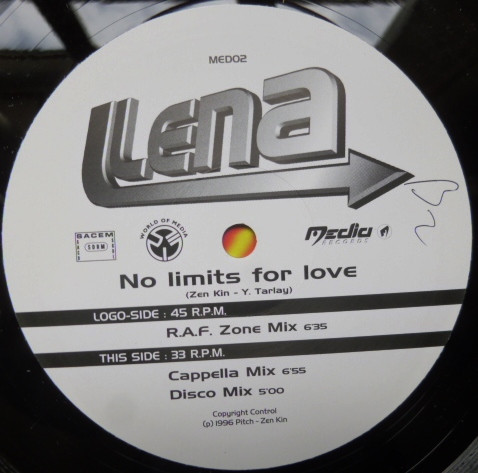 MED02
Lena
SACEM
SDRM
WORLD OF MEDIA
Media
RECORDS
No limits for love
(Zen Kin - Y. Tarlay)
LOGO-SIDE : 45 R.P.M.
R.A.F. Zone Mix 6'35
THIS SIDE : 33 R.P.M.
Cappella Mix 6'55
Disco Mix 5'00
Copyright Control
(p) 1996 Pitch - Zen Kin